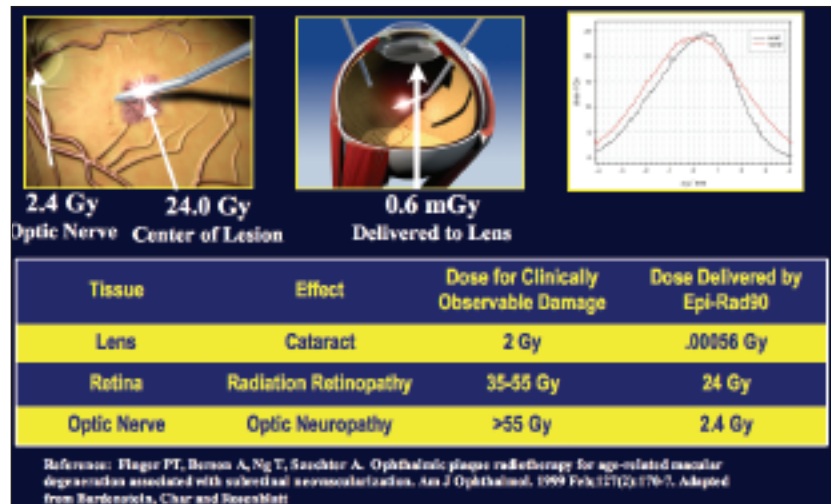 2.4 Gy
24.0 Gy
Optic Nerve
Center of Lesion
0.6 mGy
Delivered to Lens
Tissue
Effect
Dose for Clinically
Observable Damage
Dose Delivered by
Epi-Rad90
Lens
Cataract
2 Gy
.00056 Gy
Retina
Radiation Retinopathy
35-55 Gy
24 Gy
Optic Nerve
Optic Neuropathy
>55 Gy
2.4 Gy
Reference: Finger PT, Berson A, Ng T, Szechter A. Ophthalmic plaque radiotherapy for age-related macular
degeneration associated with subretinal neovascularization. Am J Ophthalmol. 1999 Feb;127(2):170-7. Adapted
from and Rosenblatt